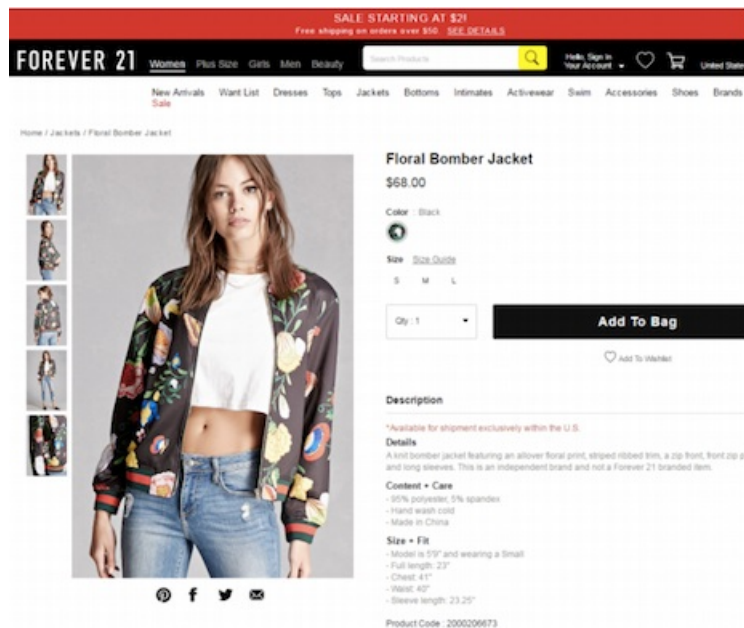 SALE STARTING AT $2!
Free shipping on orders over $50. SEE DETAILS
FOREVER 21
Women Plus Size Girls Men Beauty
Search Products
Hello, Sign In
Your Account
United State
New Arrivals Want List Dresses Tops Jackets Bottoms Intimates Activewear Swim Accessories Shoes Brands
Sale
Home / Jackets / Floral Bomber Jacket
Floral Bomber Jacket
$68.00
Color : Black
Size Size Guide
S M L
Qty : 1
Add To Bag
Add To Wishlist
Description
*Available for shipment exclusively within the U.S.
Details
A knit bomber jacket featuring an allover floral print, striped ribbed trim, a zip front, front zip p
and long sleeves. This is an independent brand and not a Forever 21 branded item.
Content + Care
- 95% polyester, 5% spandex
- Hand wash cold
- Made in China
Size + Fit
- Model is 5'9" and wearing a Small
- Full length: 23"
- Chest: 41"
- Waist: 40"
- Sleeve length: 23.25"
Product Code : 2000206673